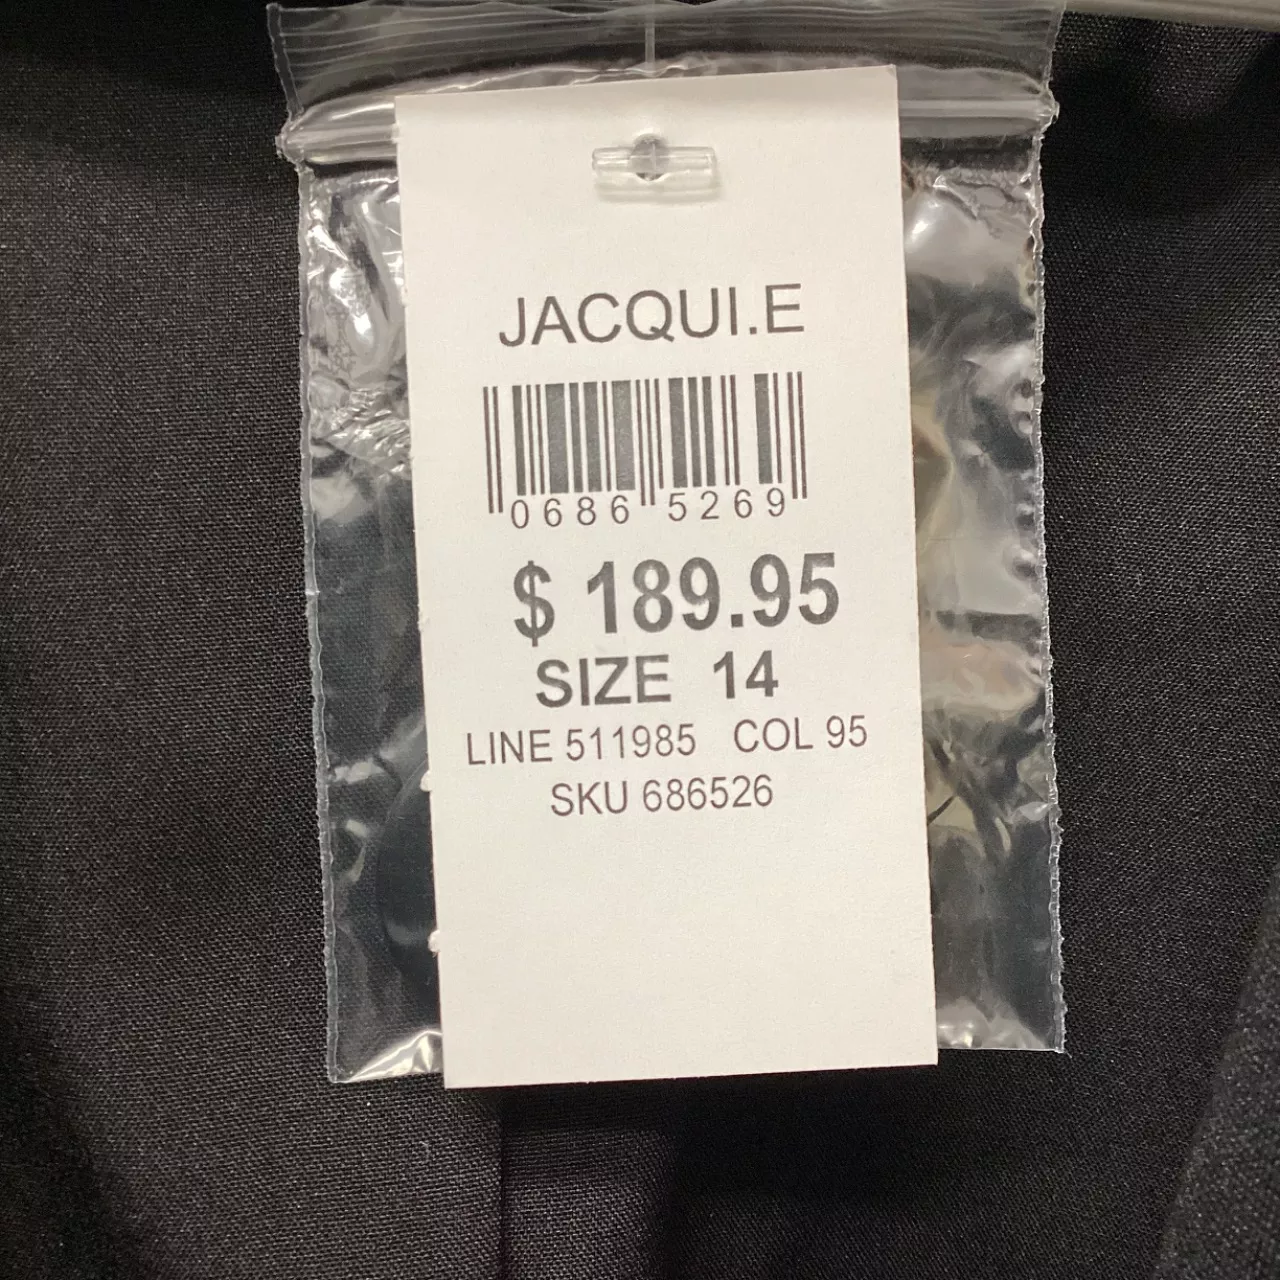 JACQUI.E
0686 5269
$ 189.95
SIZE 14
LINE 511985 COL 95
SKU 686526